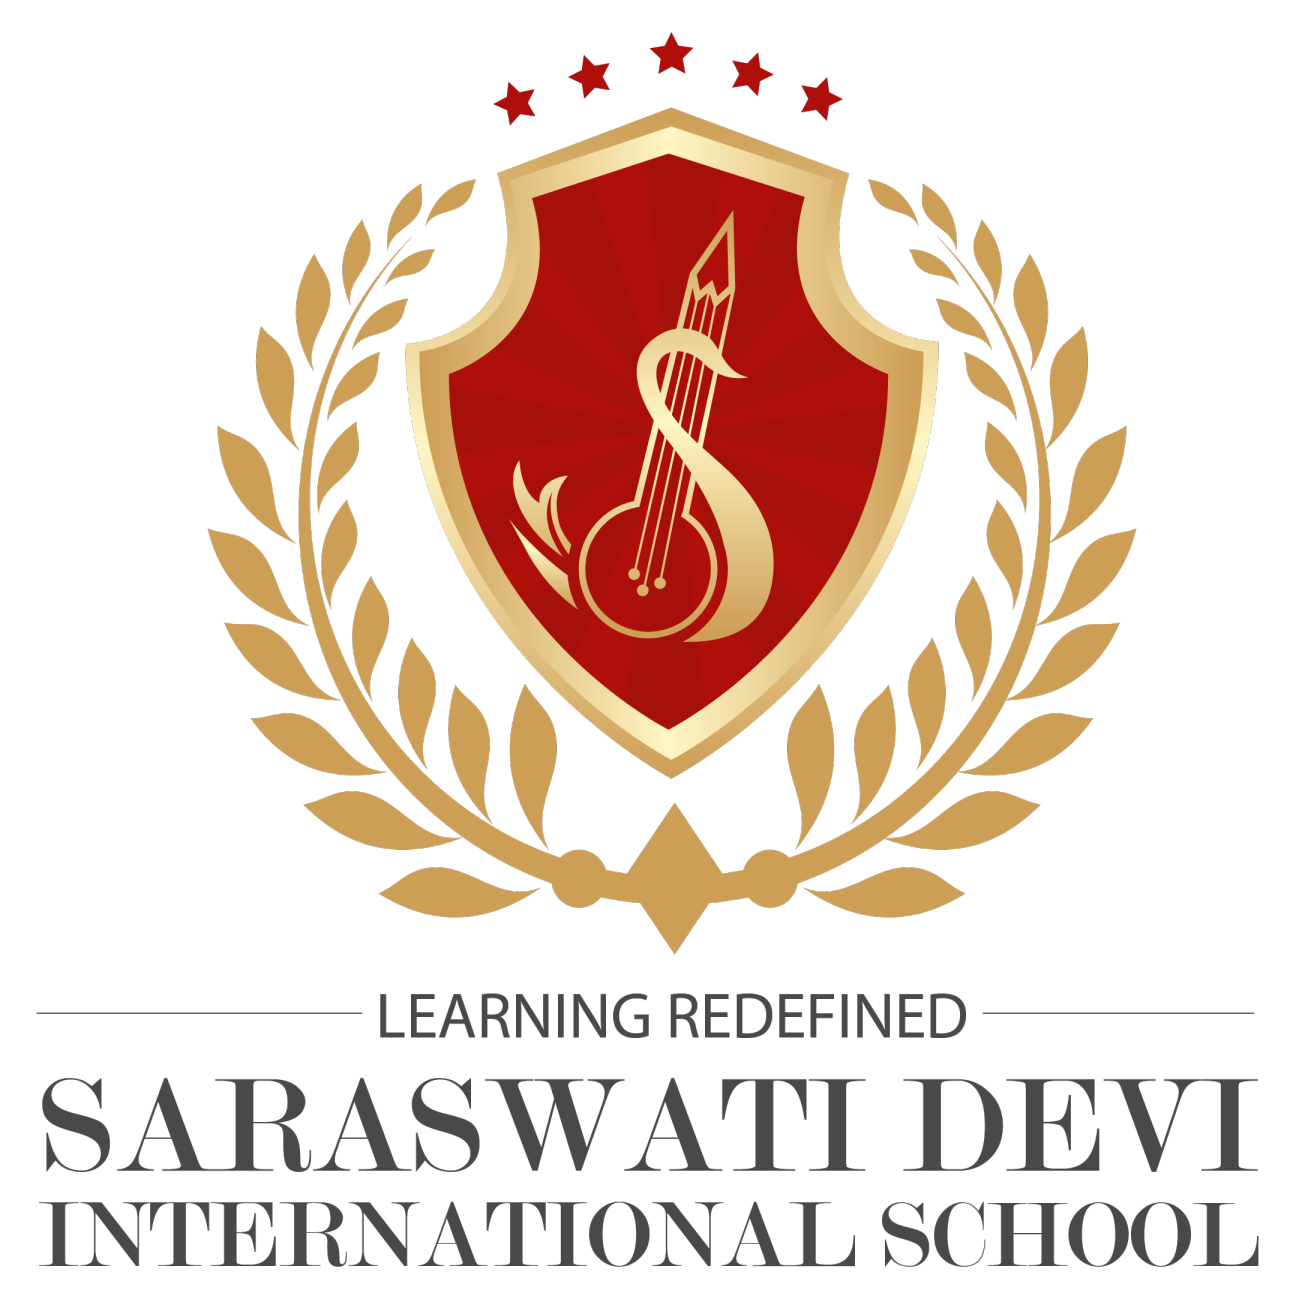 LEARNING REDEFINED
SARASWATI DEVI
INTERNATIONAL SCHOOL